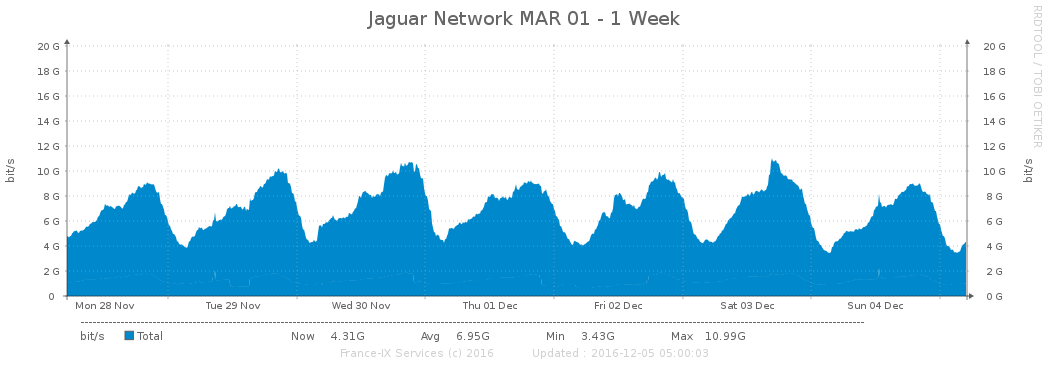 Jaguar Network MAR 01 - 1 Week
RRDTOOL / TOBI OETIKER
bit/s
bit/s
20 G 20 G
18 G 18 G
16 G 16 G
14 G 14 G
12 G 12 G
10 G 10 G
8 G 8 G
6 G 6 G
4 G 4 G
2 G 2 G
0 0 G
Mon 28 Nov Tue 29 Nov Wed 30 Nov Thu 01 Dec Fri 02 Dec Sat 03 Dec Sun 04 Dec
bit/s Total Now 4.31G Avg 6.95G Min 3.43G Max 10.99G
France-IX Services (c) 2016 Updated : 2016-12-05 05:00:03